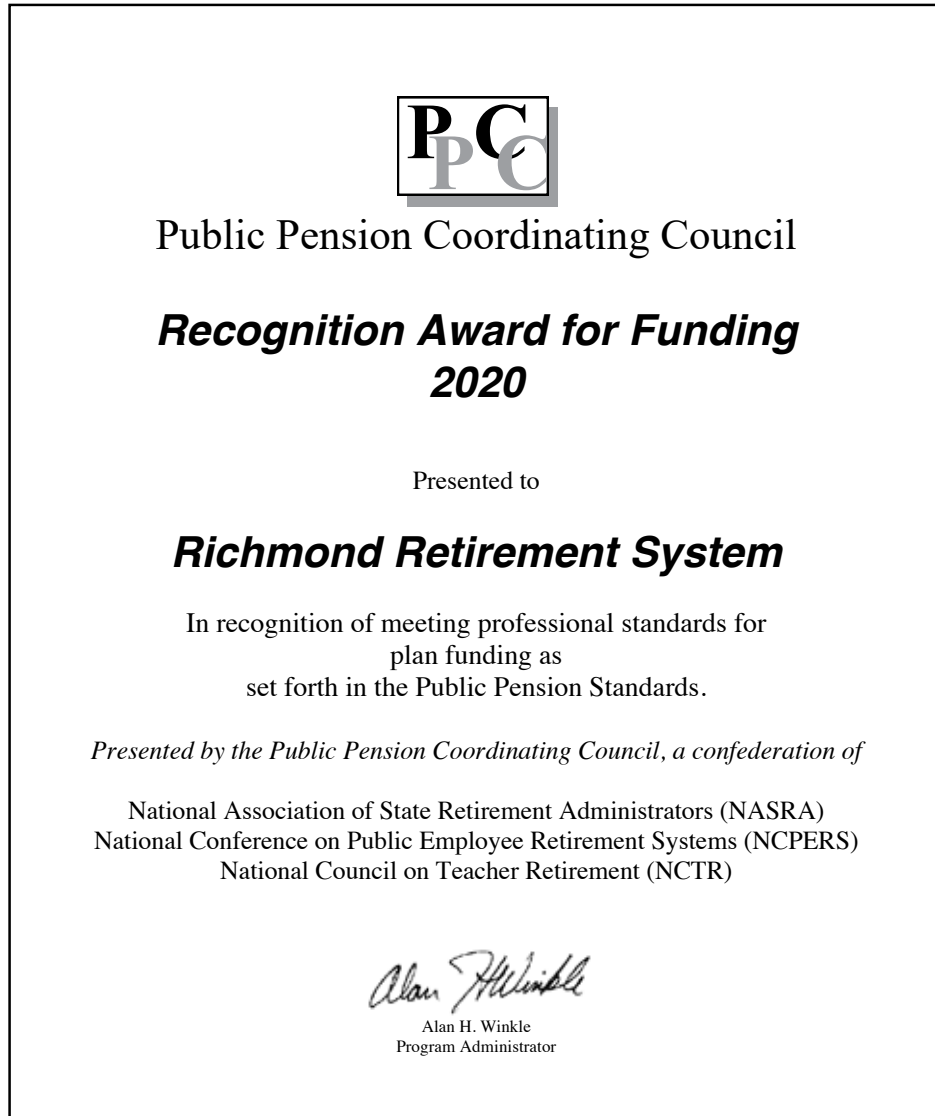 PPCC
Public Pension Coordinating Council
Recognition Award for Funding
2020
Presented to
Richmond Retirement System
In recognition of meeting professional standards for
plan funding as
set forth in the Public Pension Standards.
Presented by the Public Pension Coordinating Council, a confederation of
National Association of State Retirement Administrators (NASRA)
National Conference on Public Employee Retirement Systems (NCPERS)
National Council on Teacher Retirement (NCTR)
Alan H Winkle
Alan H. Winkle
Program Administrator